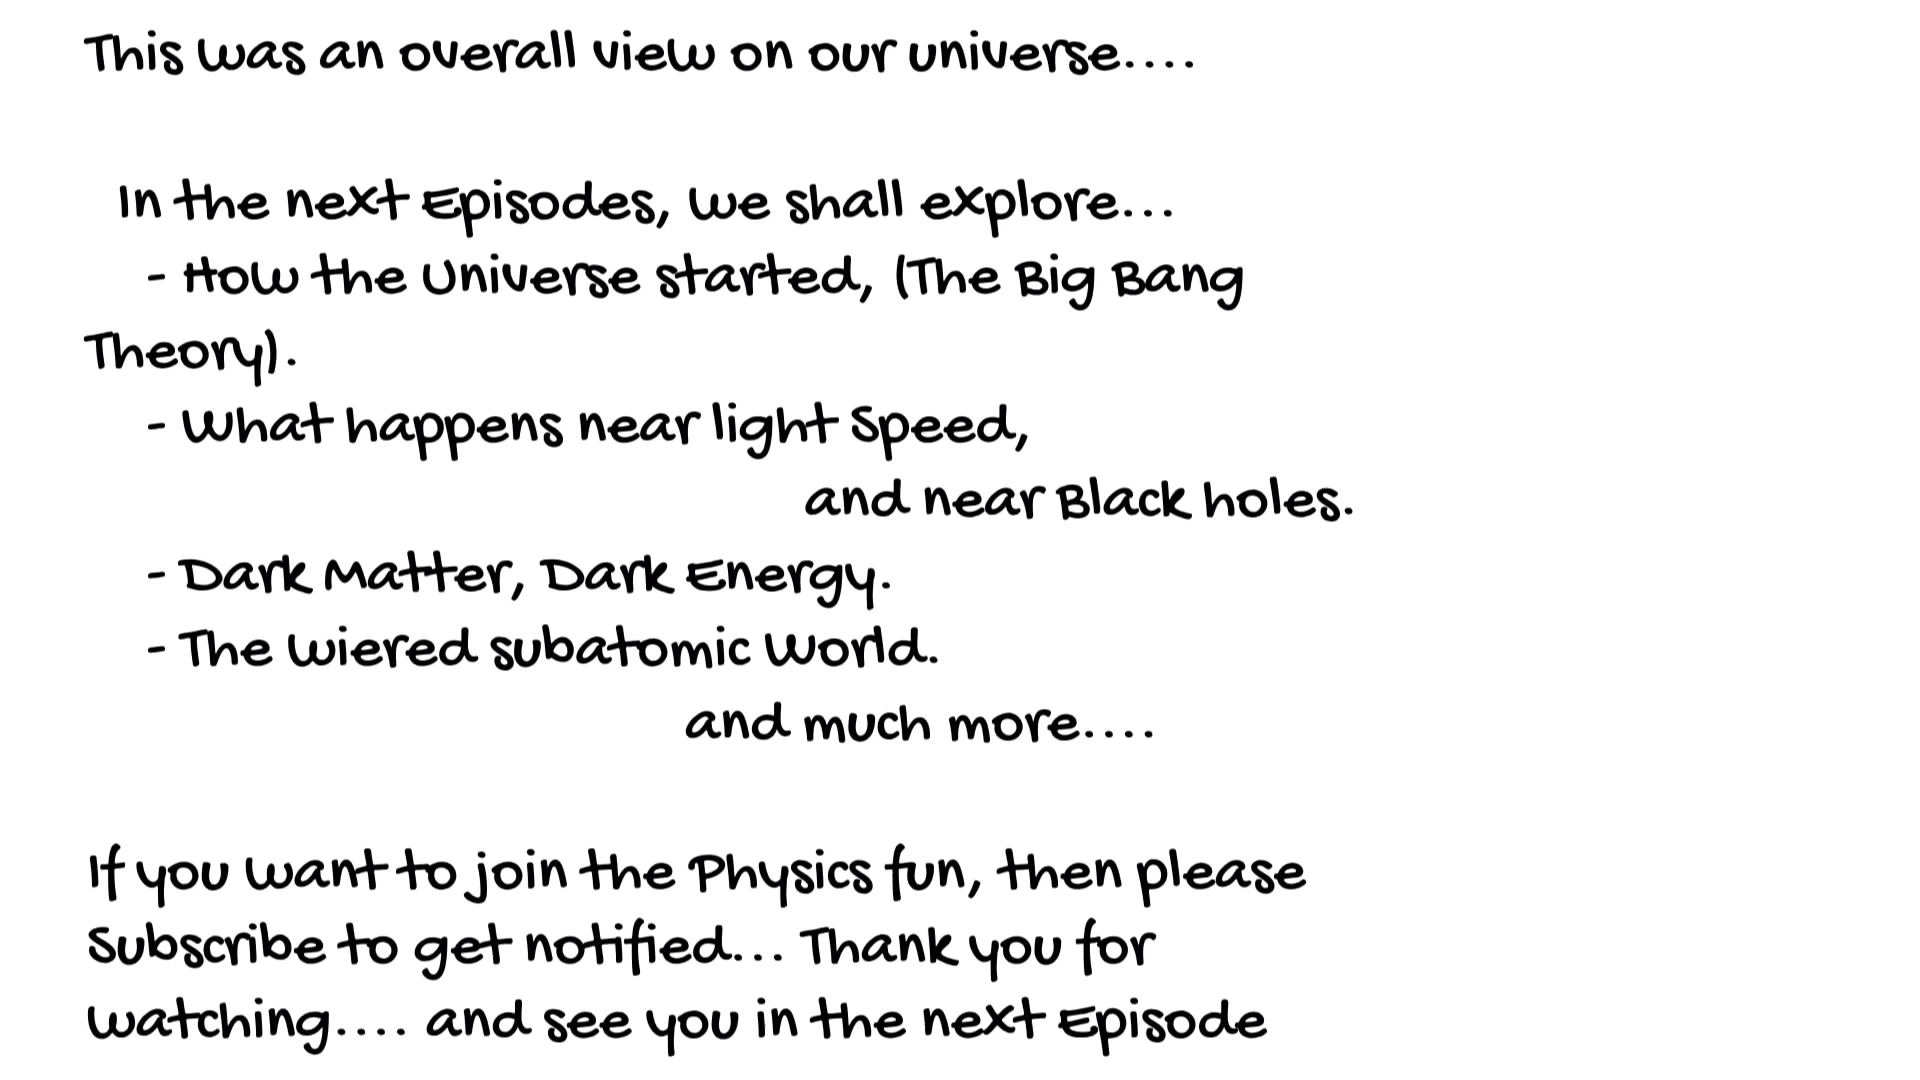 This was an overall view on our universe....
In the next Episodes, we shall explore...
- How the Universe started, (The Big Bang
Theory).
- What happens near light Speed,
and near Black holes.
- Dark Matter, Dark Energy.
- The wiered subatomic World.
and much more....
If you want to join the Physics fun, then please
Subscribe to get notified... Thank you for
watching.... and see you in the next Episode